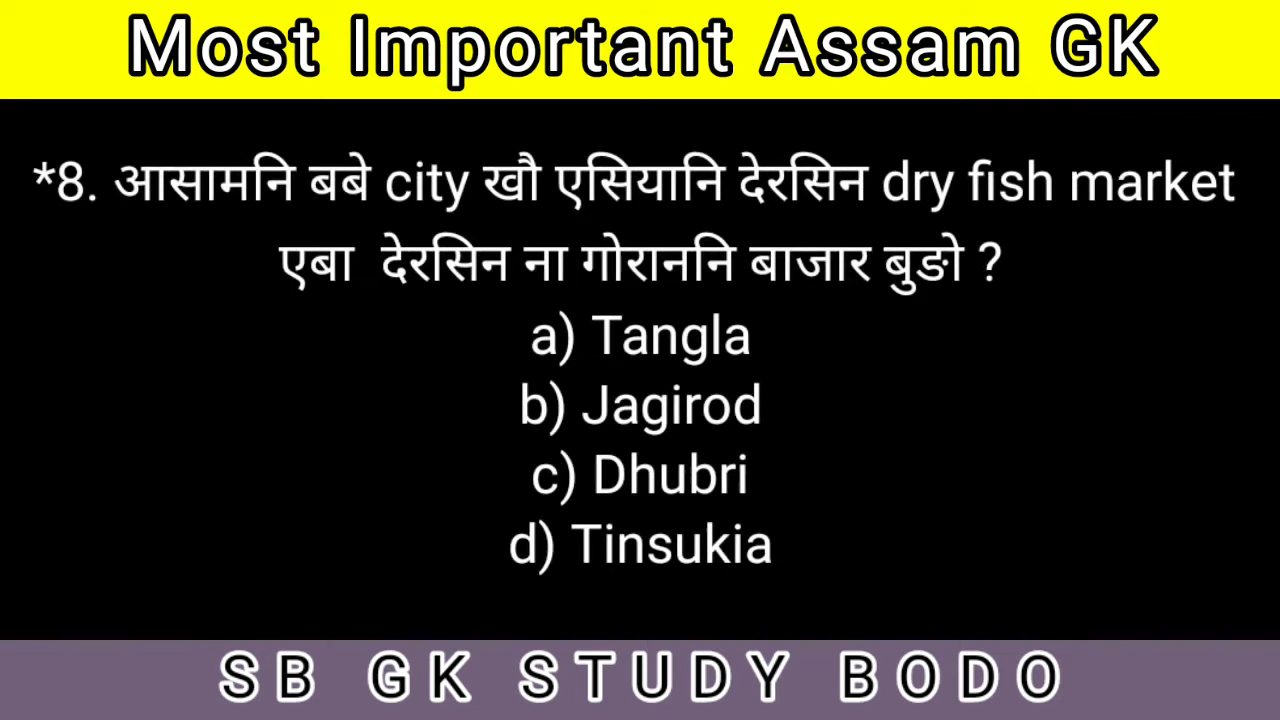 Most Important Assam GK
*8. आसामनि बबे city खौ एसियानि देरसिन dry fish market
एबा देरसिन ना गोराननि बाजार बुङो ?
a) Tangla
b) Jagirod
c) Dhubri
d) Tinsukia
SB GK STUDY BODO